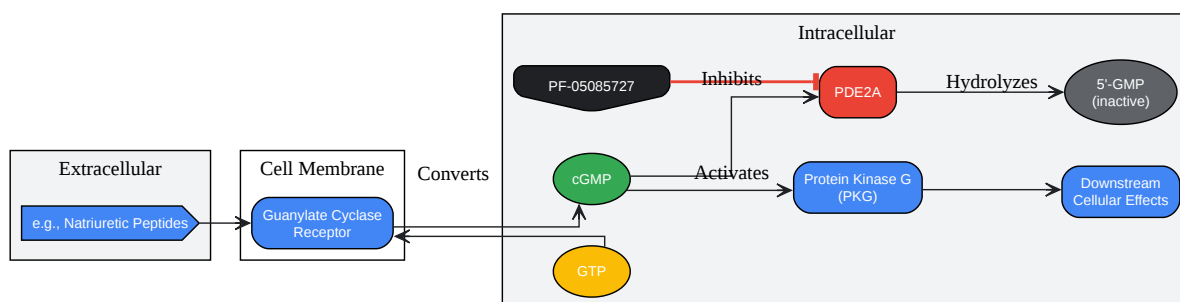 Extracellular
e.g., Natriuretic Peptides
Cell Membrane
Guanylate Cyclase
Receptor
Converts
Intracellular
PF-05085727
Inhibits
PDE2A
Hydrolyzes
5'-GMP
(inactive)
cGMP
Activates
Protein Kinase G
(PKG)
Downstream
Cellular Effects
GTP